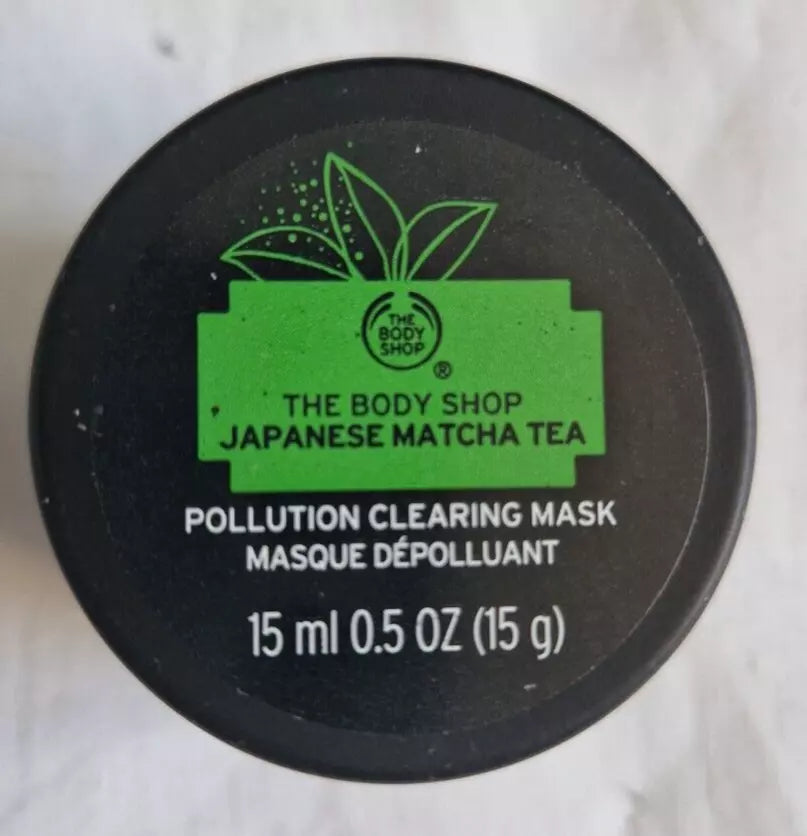 THE
BODY
SHOP
®
THE BODY SHOP
JAPANESE MATCHA TEA
POLLUTION CLEARING MASK
MASQUE DÉPOLLUANT
15 ml 0.5 OZ (15 g)